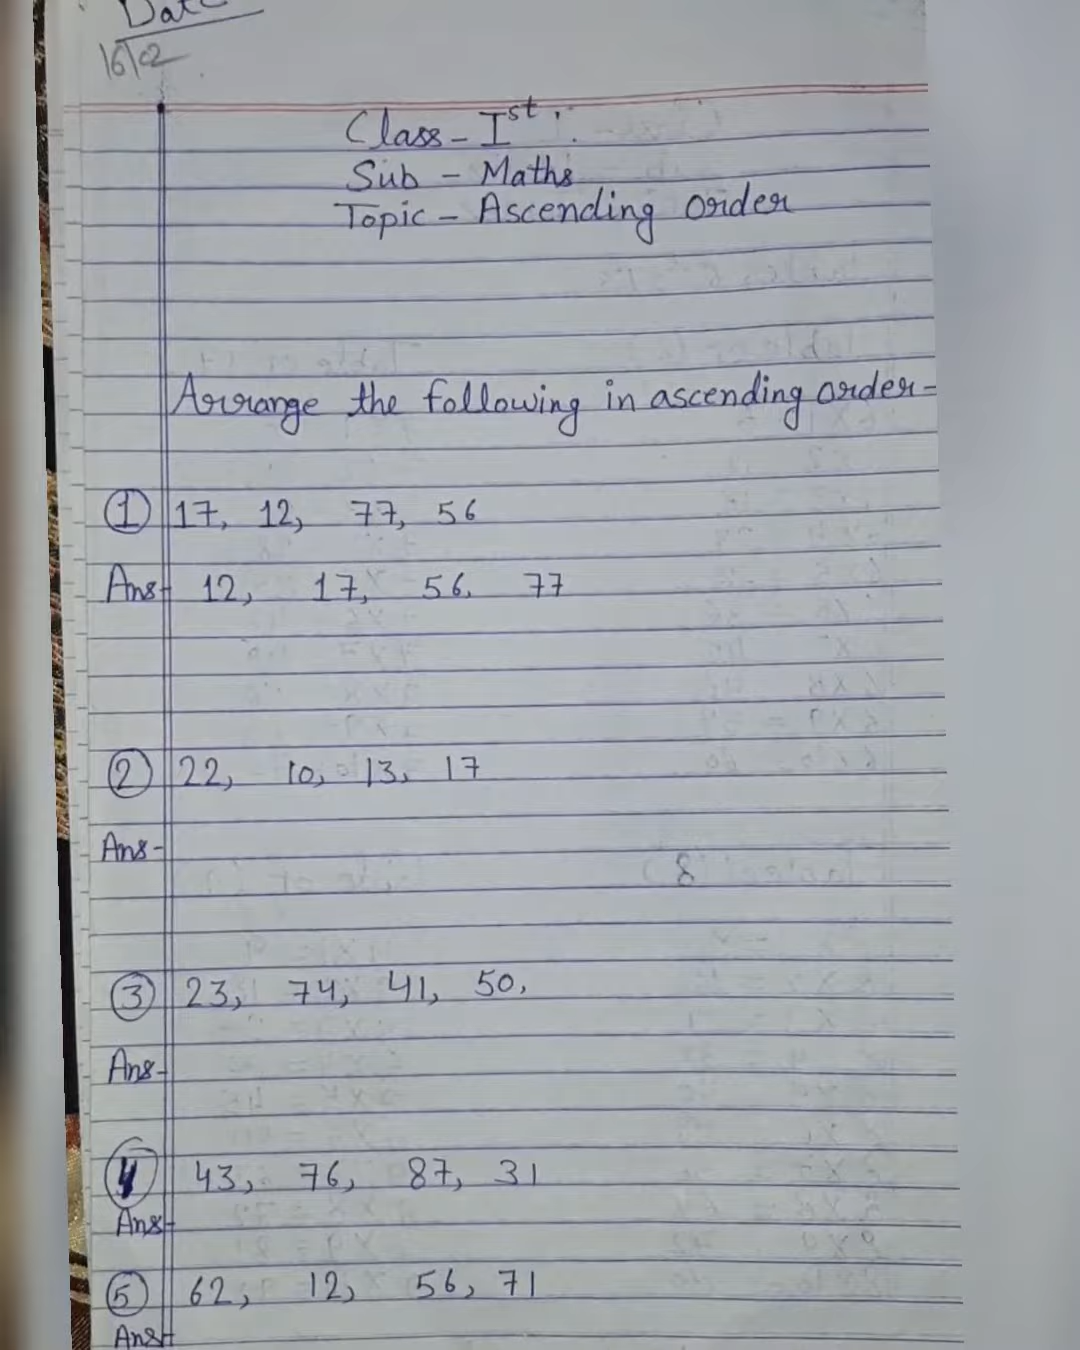 Date
16/02
Class - Ist
Sub - Maths
Topic - Ascending order
Arrange the following in ascending order-
1 17, 12, 77, 56
Ans- 12, 17, 56, 77
2 22, 10, 13, 17
Ans-
3 23, 74, 41, 50,
Ans-
4 43, 76, 87, 31
Ans-
5 62, 12, 56, 71
Ans-